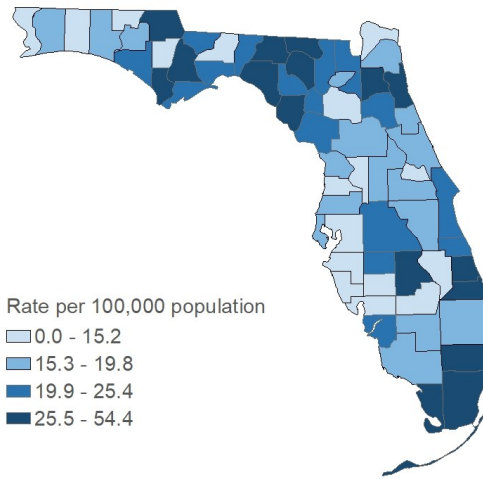 Rate per 100,000 population
0.0 - 15.2
15.3 - 19.8
19.9 - 25.4
25.5 - 54.4